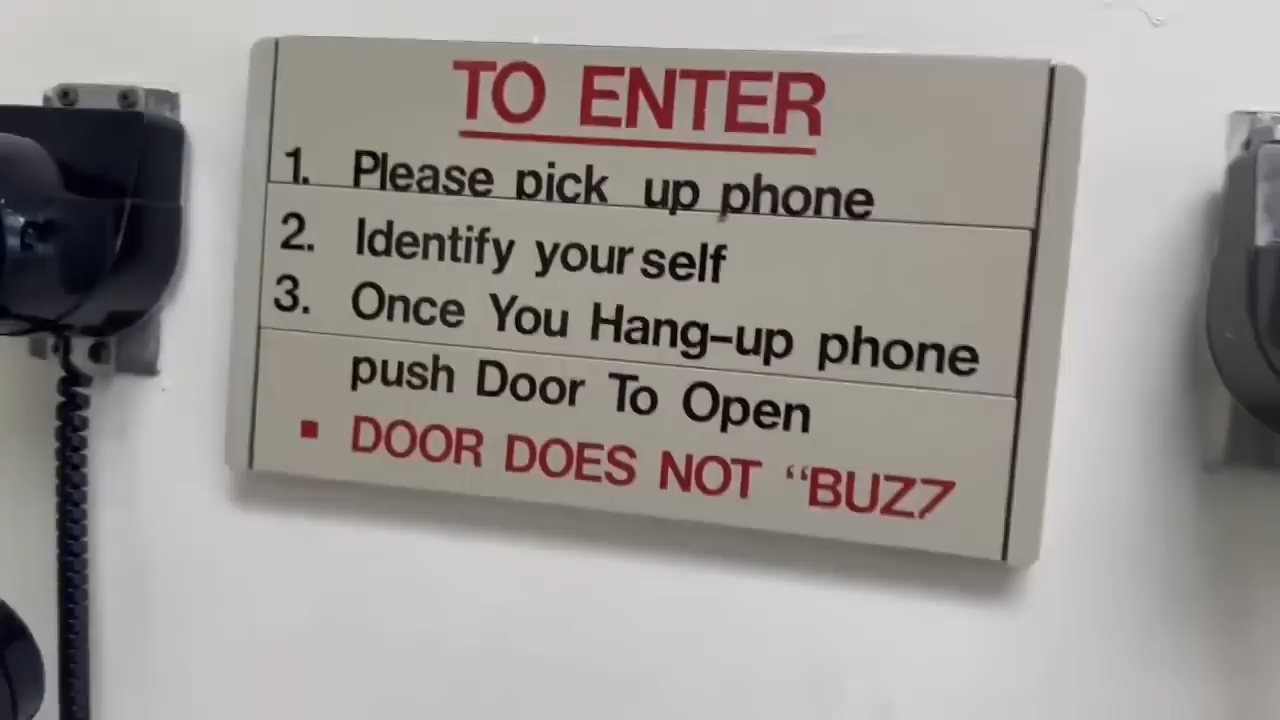 TO ENTER
1. Please pick up phone
2. Identify your self
3. Once You Hang-up phone
push Door To Open
▪ DOOR DOES NOT “BUZ7